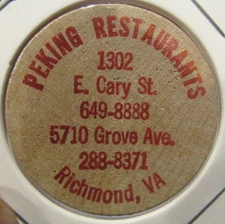 PEKING RESTAURANTS
1302
E. Cary St.
649-8888
5710 Grove Ave.
288-8371
Richmond, VA